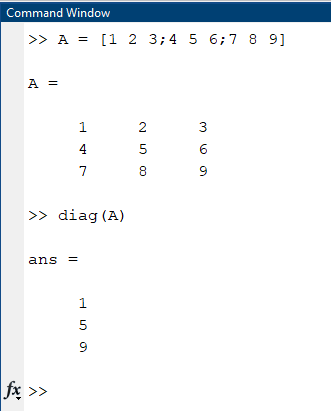 Command Window
>> A = [1 2 3;4 5 6;7 8 9]
A =
1 2 3
4 5 6
7 8 9
>> diag(A)
ans =
1
5
9
fx >>